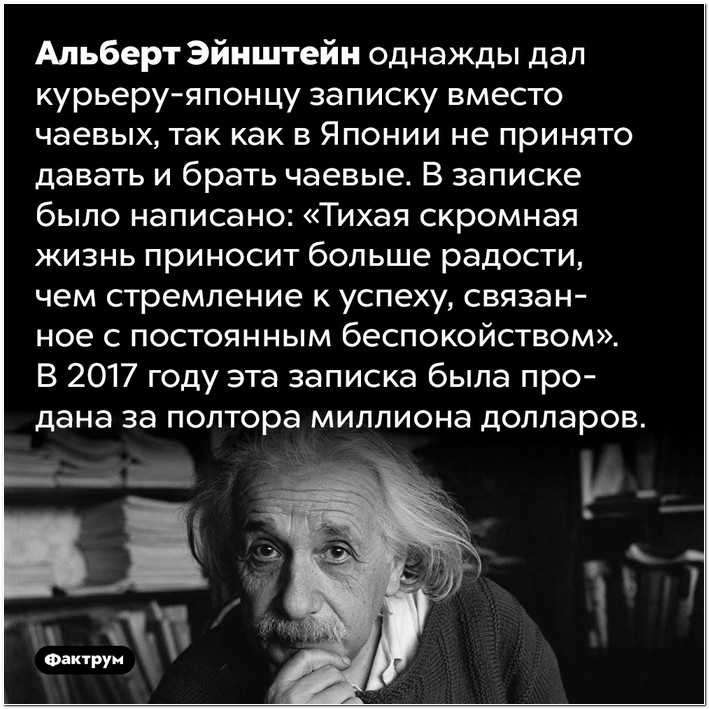 Альберт Эйнштейн однажды дал
курьеру-японцу записку вместо
чаевых, так как в Японии не принято
давать и брать чаевые. В записке
было написано: «Тихая скромная
жизнь приносит больше радости,
чем стремление к успеху, связан-
ное с постоянным беспокойством».
В 2017 году эта записка была про-
дана за полтора миллиона долларов.
Фактрум